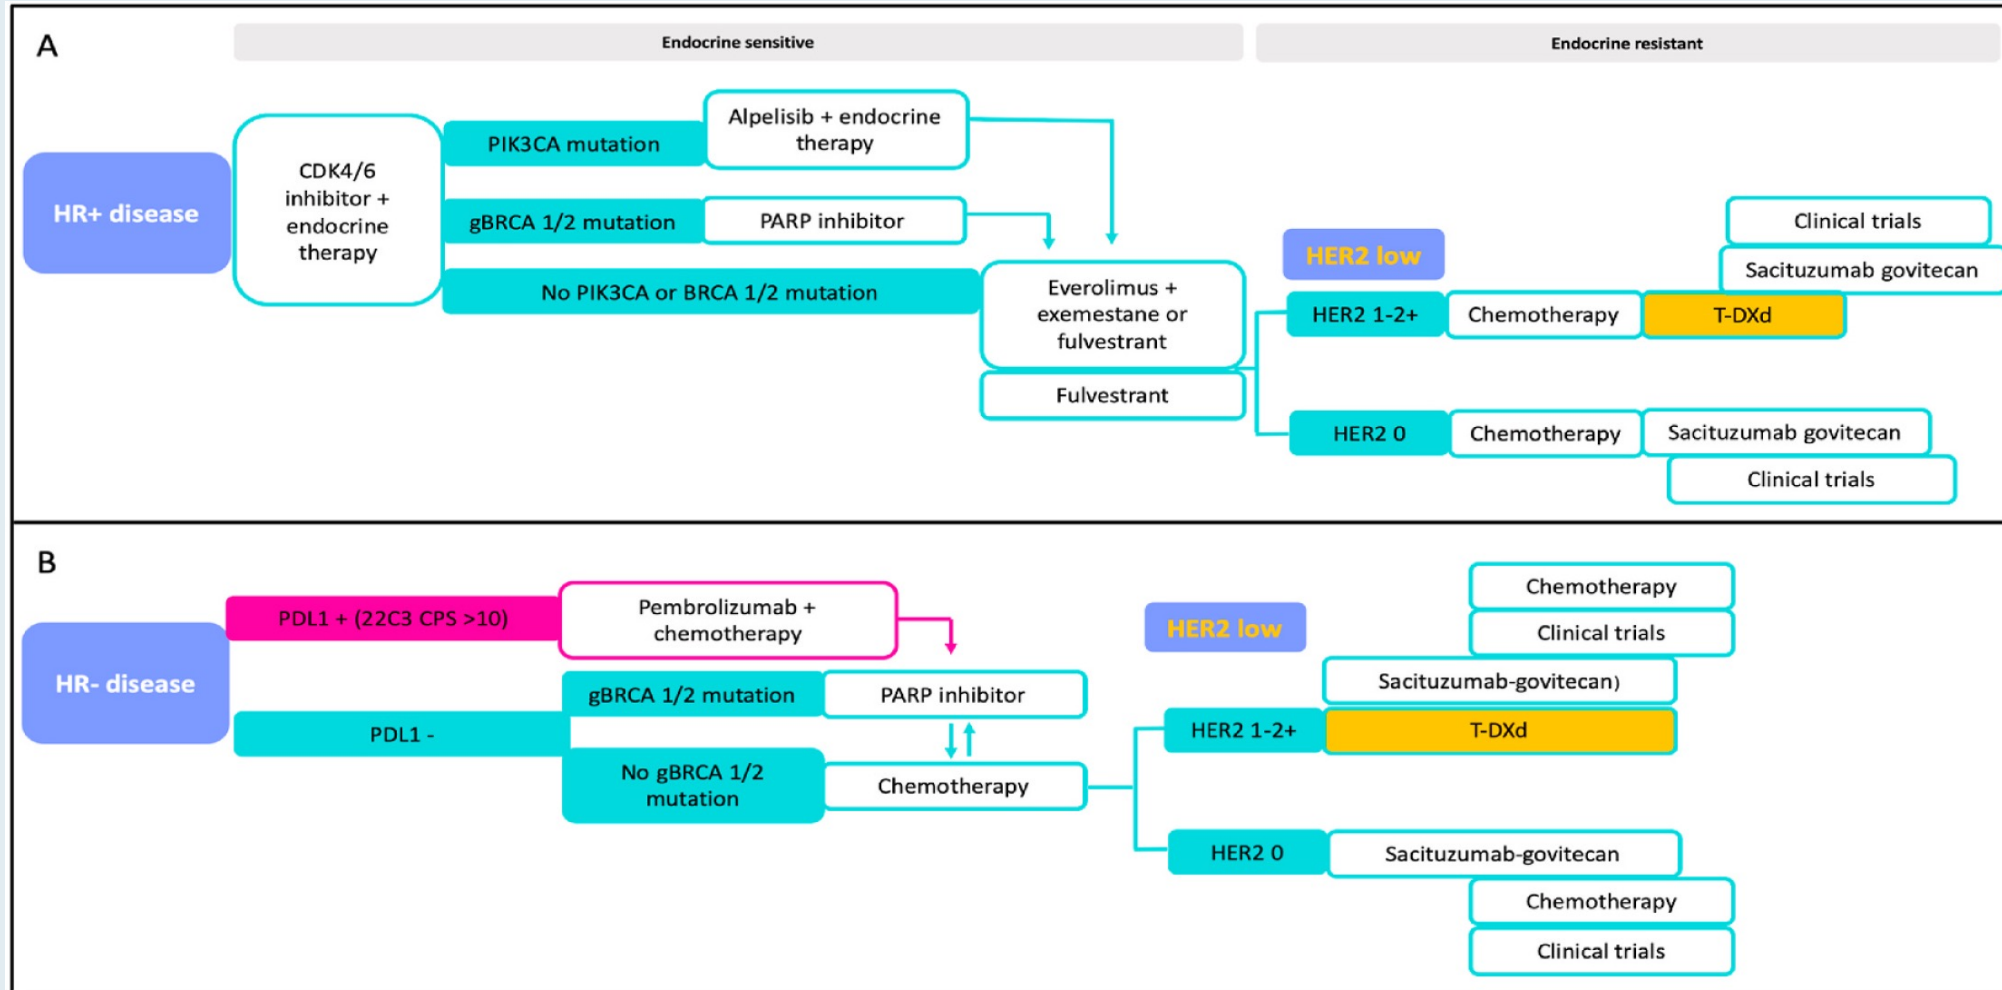 A
Endocrine sensitive
Endocrine resistant
HR+ disease
CDK4/6
inhibitor +
endocrine
therapy
PIK3CA mutation
Alpelisib + endocrine
therapy
gBRCA 1/2 mutation
PARP inhibitor
No PIK3CA or BRCA 1/2 mutation
Everolimus +
exemestane or
fulvestrant
Fulvestrant
HER2 low
HER2 1-2+
Chemotherapy
T-DXd
Clinical trials
Sacituzumab govitecan
HER2 0
Chemotherapy
Sacituzumab govitecan
Clinical trials
B
HR- disease
PDL1 + (22C3 CPS >10)
Pembrolizumab +
chemotherapy
PDL1 -
gBRCA 1/2 mutation
PARP inhibitor
No gBRCA 1/2
mutation
Chemotherapy
HER2 low
Chemotherapy
Clinical trials
Sacituzumab-govitecan)
HER2 1-2+
T-DXd
HER2 0
Sacituzumab-govitecan
Chemotherapy
Clinical trials